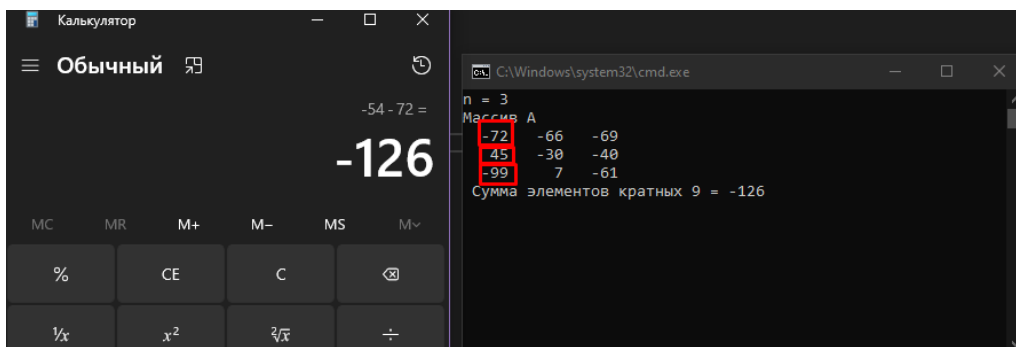 Калькулятор
Обычный
-54 - 72 =
-126
MC MR M+ M− MS M˅
% CE C
¹/x x² ²√x ÷
C:\Windows\system32\cmd.exe
n = 3
Массив A
-72 -66 -69
45 -30 -40
-99 7 -61
Сумма элементов кратных 9 = -126